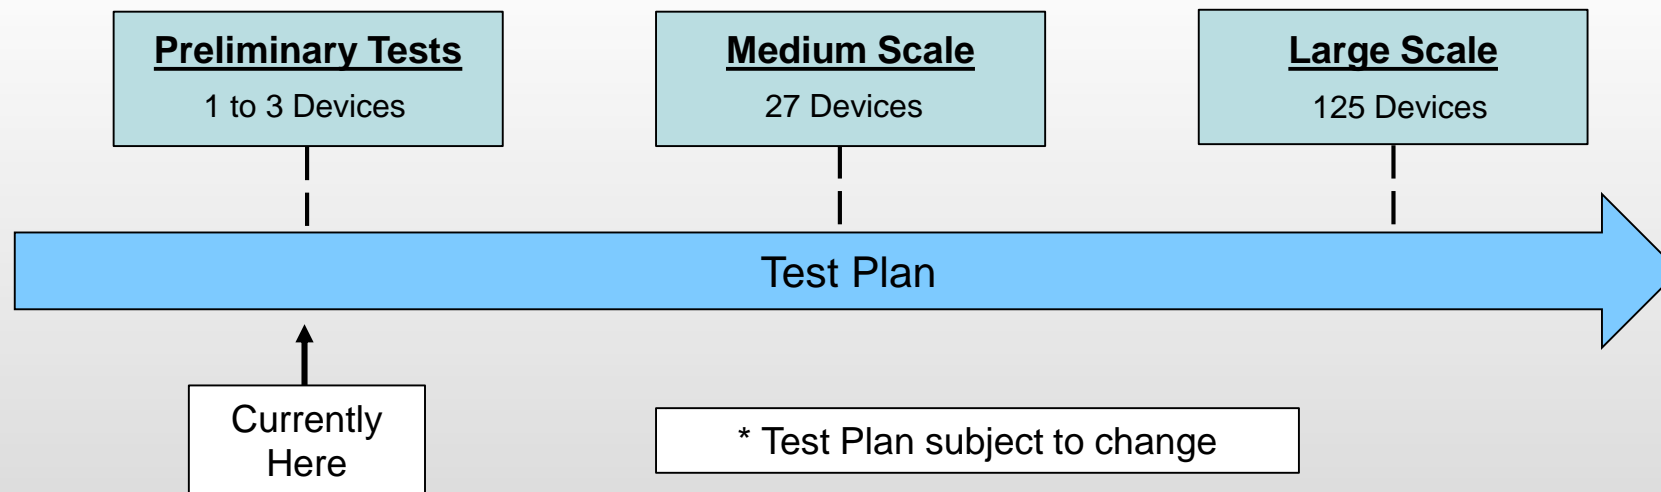 Preliminary Tests
1 to 3 Devices
Medium Scale
27 Devices
Large Scale
125 Devices
Test Plan
Currently
Here
* Test Plan subject to change